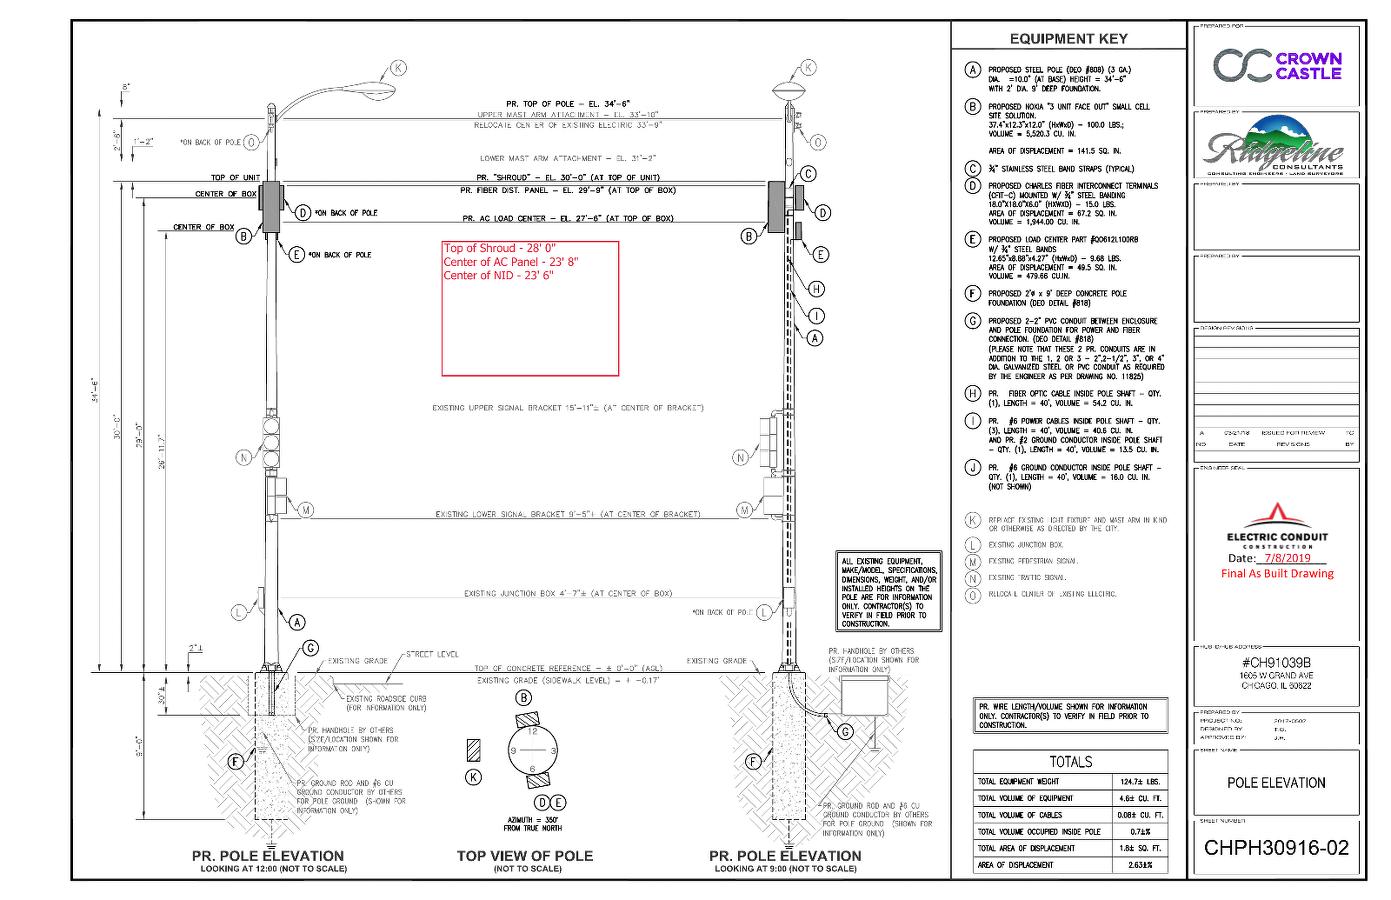 K
6"
PR. TOP OF POLE – EL. 34'-6"
UPPER MAST ARM ATTACHMENT – EL. 33'-10"
RELOCATE CENTER OF EXISTING ELECTRIC 33'-9"
2'-6"
1'-2"
*ON BACK OF POLE
O
LOWER MAST ARM ATTACHMENT – EL. 31'-2"
TOP OF UNIT
PR. "SHROUD" – EL. 30'-0" (AT TOP OF UNIT)
CENTER OF BOX
PR. FIBER DIST. PANEL – EL. 29'-9" (AT TOP OF BOX)
D
*ON BACK OF POLE
PR. AC LOAD CENTER – EL. 27'-6" (AT TOP OF BOX)
CENTER OF BOX
B
E
*ON BACK OF POLE
Top of Shroud - 28' 0"
Center of AC Panel - 23' 8"
Center of NID - 23' 6"
34'-6"
30'-0"
29'-0"
26'-11.7"
EXISTING UPPER SIGNAL BRACKET 15'-11"± (AT CENTER OF BRACKET)
N
M
EXISTING LOWER SIGNAL BRACKET 9'-5"± (AT CENTER OF BRACKET)
EXISTING JUNCTION BOX 4'-7"± (AT CENTER OF BOX)
L
A
G
2"±
EXISTING GRADE
STREET LEVEL
TOP OF CONCRETE REFERENCE – ± 0'-0" (AGL)
EXISTING GRADE (SIDEWALK LEVEL) – ± -0.17'
30"±
EXISTING ROADSIDE CURB
(FOR INFORMATION ONLY)
PR. HANDHOLE BY OTHERS
(SIZE/LOCATION SHOWN FOR
INFORMATION ONLY)
9'-0"
F
PR. GROUND ROD AND #6 CU
GROUND CONDUCTOR BY OTHERS
FOR POLE GROUND (SHOWN FOR
INFORMATION ONLY)
PR. POLE ELEVATION
LOOKING AT 12:00 (NOT TO SCALE)
B
12
9
3
6
K
D E
AZIMUTH = 350°
FROM TRUE NORTH
TOP VIEW OF POLE
(NOT TO SCALE)
K
O
C
D
B
E
H
I
A
N
M
*ON BACK OF POLE
L
ALL EXISTING EQUIPMENT,
MAKE/MODEL, SPECIFICATIONS,
DIMENSIONS, WEIGHT, AND/OR
INSTALLED HEIGHTS ON THE
POLE ARE FOR INFORMATION
ONLY. CONTRACTOR(S) TO
VERIFY IN FIELD PRIOR TO
CONSTRUCTION.
EXISTING GRADE
PR. HANDHOLE BY OTHERS
(SIZE/LOCATION SHOWN FOR
INFORMATION ONLY)
G
F
PR. GROUND ROD AND #6 CU
GROUND CONDUCTOR BY OTHERS
FOR POLE GROUND (SHOWN FOR
INFORMATION ONLY)
PR. POLE ELEVATION
LOOKING AT 9:00 (NOT TO SCALE)
EQUIPMENT KEY
A PROPOSED STEEL POLE (DEO #808) (3 GA.)
DIA. =10.0" (AT BASE) HEIGHT = 34'-6"
WITH 2' DIA. 9' DEEP FOUNDATION.
B PROPOSED NOKIA "3 UNIT FACE OUT" SMALL CELL
SITE SOLUTION.
37.4"x12.3"x12.0" (HxWxD) – 100.0 LBS.;
VOLUME = 5,520.3 CU. IN.
AREA OF DISPLACEMENT = 141.5 SQ. IN.
C ¾" STAINLESS STEEL BAND STRAPS (TYPICAL)
D PROPOSED CHARLES FIBER INTERCONNECT TERMINALS
(CFIT-C) MOUNTED W/ ¾" STEEL BANDING
18.0"X18.0"X6.0" (HXWXD) – 15.0 LBS.
AREA OF DISPLACEMENT = 67.2 SQ. IN.
VOLUME = 1,944.00 CU. IN.
E PROPOSED LOAD CENTER PART #QO612L100RB
W/ ¾" STEEL BANDS
12.65"x8.88"x4.27" (HxWxD) – 9.68 LBS.
AREA OF DISPLACEMENT = 49.5 SQ. IN.
VOLUME = 479.66 CU.IN.
F PROPOSED 2'ø x 9' DEEP CONCRETE POLE
FOUNDATION (DEO DETAIL #818)
G PROPOSED 2-2" PVC CONDUIT BETWEEN ENCLOSURE
AND POLE FOUNDATION FOR POWER AND FIBER
CONNECTION. (DEO DETAIL #818)
(PLEASE NOTE THAT THESE 2 PR. CONDUITS ARE IN
ADDITION TO THE 1, 2 OR 3 – 2",2-1/2", 3", OR 4"
DIA. GALVANIZED STEEL OR PVC CONDUIT AS REQUIRED
BY THE ENGINEER AS PER DRAWING NO. 11825)
H PR. FIBER OPTIC CABLE INSIDE POLE SHAFT – QTY.
(1), LENGTH = 40', VOLUME = 54.2 CU. IN.
I PR. #6 POWER CABLES INSIDE POLE SHAFT – QTY.
(3), LENGTH = 40', VOLUME = 40.6 CU. IN.
AND PR. #2 GROUND CONDUCTOR INSIDE POLE SHAFT
– QTY. (1), LENGTH = 40', VOLUME = 13.5 CU. IN.
J PR. #6 GROUND CONDUCTOR INSIDE POLE SHAFT –
QTY. (1), LENGTH = 40', VOLUME = 16.0 CU. IN.
(NOT SHOWN)
K REPLACE EXISTING LIGHT FIXTURE AND MAST ARM IN KIND
OR OTHERWISE AS DIRECTED BY THE CITY.
L EXISTING JUNCTION BOX.
M EXISTING PEDESTRIAN SIGNAL.
N EXISTING TRAFFIC SIGNAL.
O RELOCATE CENTER OF EXISTING ELECTRIC.
PR. WIRE LENGTH/VOLUME SHOWN FOR INFORMATION
ONLY. CONTRACTOR(S) TO VERIFY IN FIELD PRIOR TO
CONSTRUCTION.
TOTALS
TOTAL EQUIPMENT WEIGHT 124.7± LBS.
TOTAL VOLUME OF EQUIPMENT 4.6± CU. FT.
TOTAL VOLUME OF CABLES 0.08± CU. FT.
TOTAL VOLUME OCCUPIED INSIDE POLE 0.7±%
TOTAL AREA OF DISPLACEMENT 1.8± SQ. FT.
AREA OF DISPLACEMENT 2.63±%
PREPARED FOR
CROWN
CASTLE
PREPARED BY
Ridgeline
CONSULTANTS
CONSULTING ENGINEERS • LAND SURVEYORS
PREPARED BY
PREPARED BY
DESIGN REVISIONS
A 03/21/18 ISSUED FOR REVIEW TG
NO DATE REVISIONS BY
ENGINEER SEAL
ELECTRIC CONDUIT
CONSTRUCTION
Date: 7/8/2019
Final As Built Drawing
HUB ID/HUB ADDRESS
#CH91039B
1605 W GRAND AVE
CHICAGO, IL 60622
PREPARED BY
PROJECT NO.:
DESIGNED BY:
APPROVED BY:
SHEET NAME
POLE ELEVATION
SHEET NUMBER
CHPH30916-02